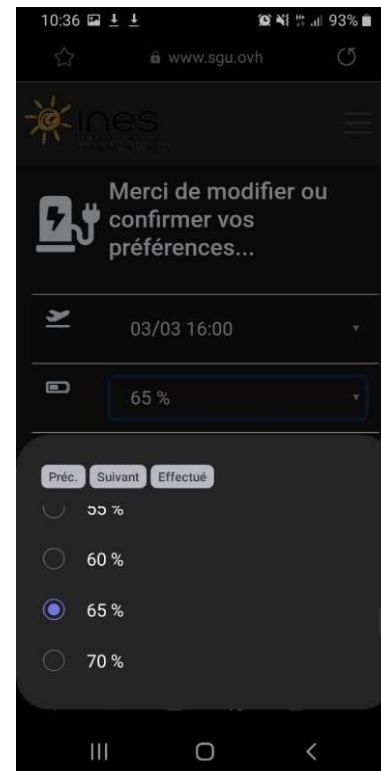 10:36 93%
www.sgu.ovh
ines
Merci de modifier ou
confirmer vos
préférences...
03/03 16:00
65 %
Préc. Suivant Effectué
55 %
60 %
65 %
70 %